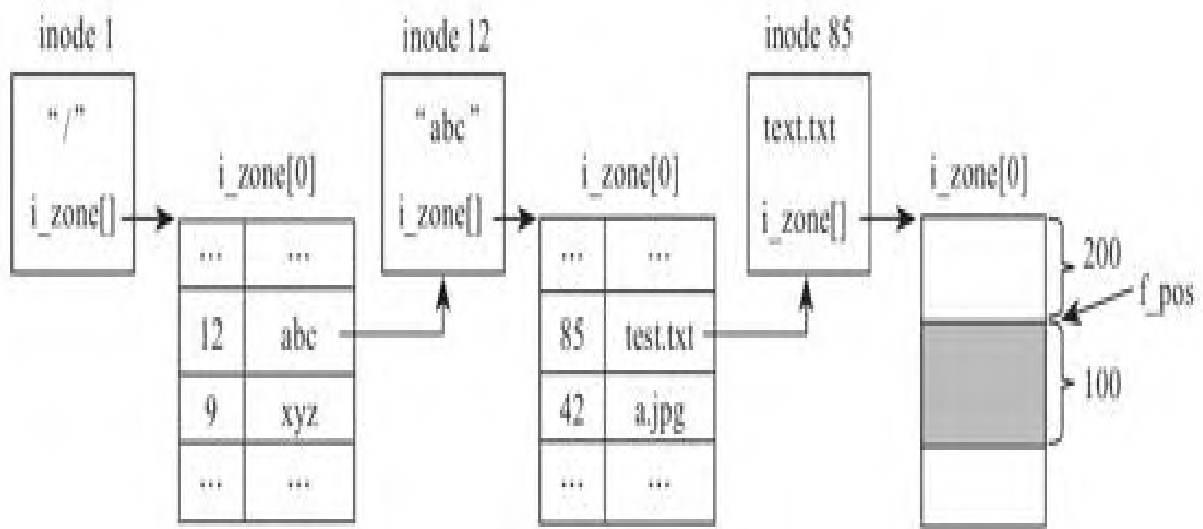 inode 1
inode 12
inode 85
“/”
“abc”
text.txt
i_zone[0]
i_zone[0]
i_zone[0]
i_zone[]
i_zone[]
i_zone[]
... ...
12 abc
9 xyz
... ...
... ...
85 test.txt
42 a.jpg
... ...
200
f_pos
100